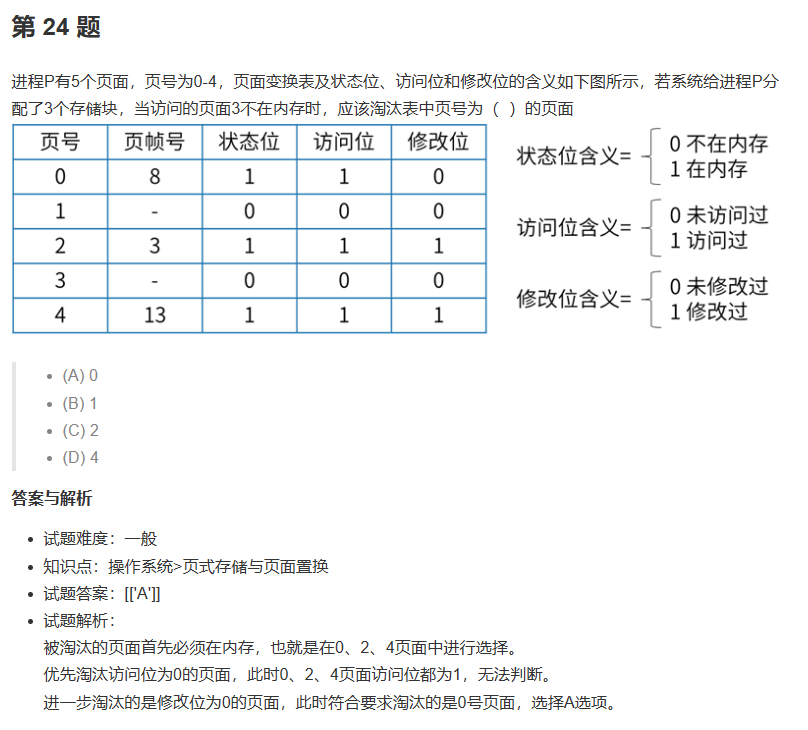 第 24 题
进程P有5个页面，页号为0-4，页面变换表及状态位、访问位和修改位的含义如下图所示，若系统给进程P分
配了3个存储块，当访问的页面3不在内存时，应该淘汰表中页号为（ ）的页面
页号 页帧号 状态位 访问位 修改位
0 8 1 1 0
1 - 0 0 0
2 3 1 1 1
3 - 0 0 0
4 13 1 1 1
状态位含义= 0 不在内存
1 在内存
访问位含义= 0 未访问过
1 访问过
修改位含义= 0 未修改过
1 修改过
(A) 0
(B) 1
(C) 2
(D) 4
答案与解析
试题难度：一般
知识点：操作系统>页式存储与页面置换
试题答案：[['A']]
试题解析：
被淘汰的页面首先必须在内存，也就是在0、2、4页面中进行选择。
优先淘汰访问位为0的页面，此时0、2、4页面访问位都为1，无法判断。
进一步淘汰的是修改位为0的页面，此时符合要求淘汰的是0号页面，选择A选项。